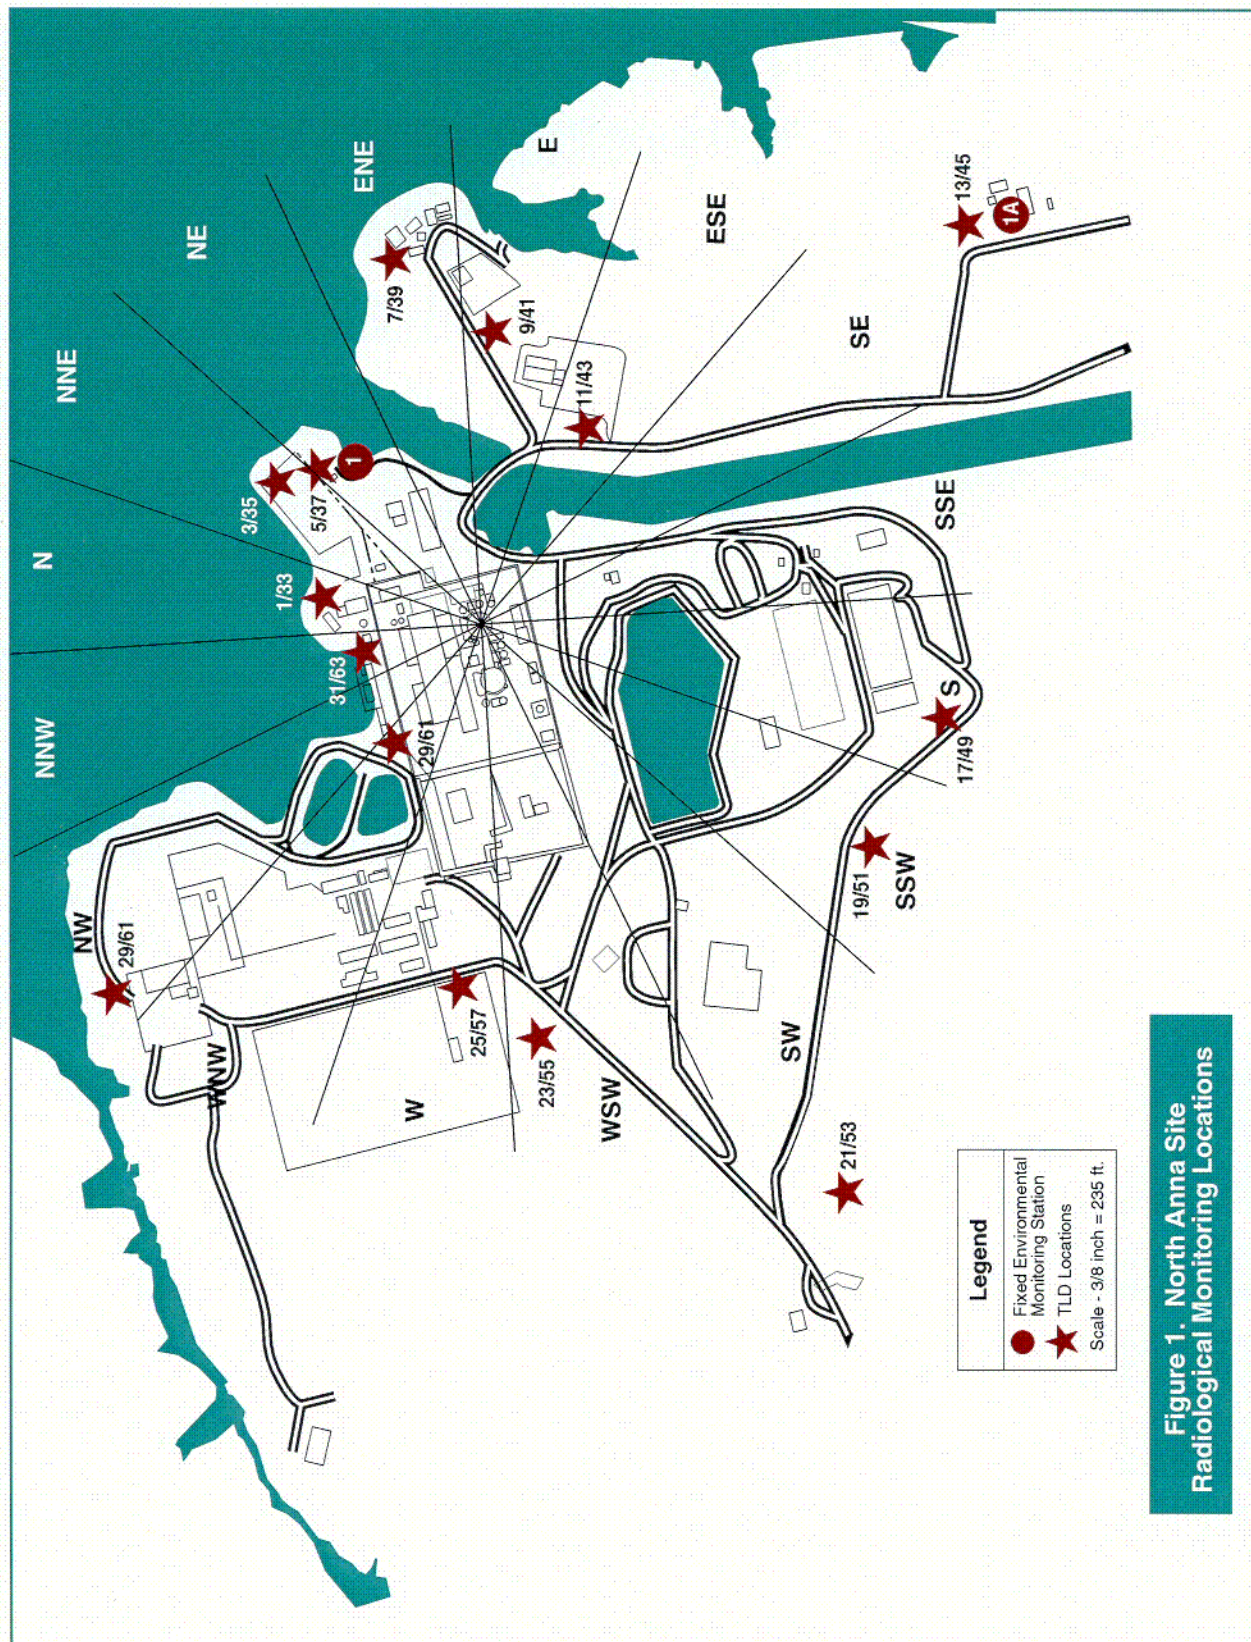 NNW
N
NNE
NE
ENE
E
ESE
SE
SSE
S
SSW
SW
WSW
W
WNW
NW
29/61
31/63
1/33
3/35
5/37
1
7/39
9/41
11/43
13/45
1A
17/49
19/51
21/53
23/55
25/57
29/61
Legend
Fixed Environmental
Monitoring Station
TLD Locations
Scale - 3/8 inch = 235 ft.
Figure 1. North Anna Site
Radiological Monitoring Locations